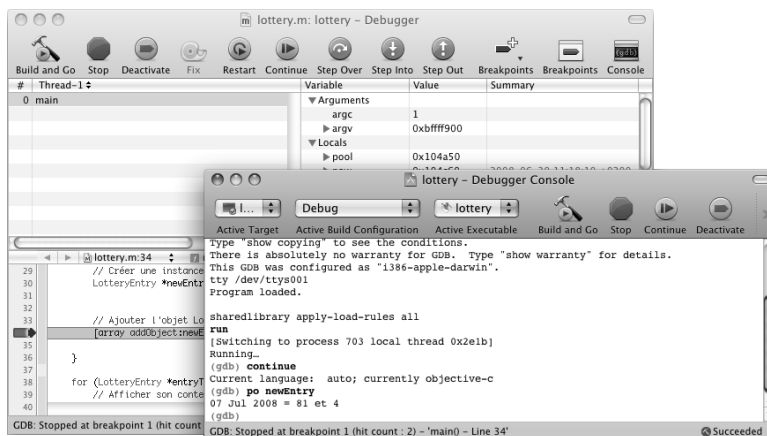 lottery.m: lottery – Debugger
Build and Go Stop Deactivate Fix Restart Continue Step Over Step Into Step Out Breakpoints Breakpoints Console
(gdb)
# Thread-1 Variable Value Summary
0 main
Arguments
argc 1
argv 0xbffff900
Locals
pool 0x104a50
lottery – Debugger Console
l... Debug lottery
Active Target Active Build Configuration Active Executable Build and Go Stop Continue Deactivate
Type "show copying" to see the conditions.
There is absolutely no warranty for GDB.  Type "show warranty" for details.
This GDB was configured as "i386-apple-darwin".
tty /dev/ttys001
Program loaded.
sharedlibrary apply-load-rules all
run
[Switching to process 703 local thread 0x2e1b]
Running…
(gdb) continue
Current language:  auto; currently objective-c
(gdb) po newEntry
07 Jul 2008 = 81 et 4
(gdb)
GDB: Stopped at breakpoint 1 (hit count : 2) – 'main() – Line 34' Succeeded
lottery.m:34
29 // Créer une instance
30 LotteryEntry *newEntr
31
32
33 // Ajouter l'objet Lo
[array addObject:newE
35
36 }
37
38 for (LotteryEntry *entryT
39 // Afficher son conte
40
GDB: Stopped at breakpoint 1 (hit count